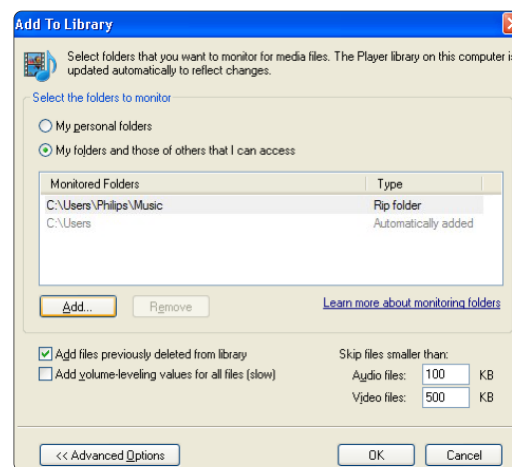 Add To Library
Select folders that you want to monitor for media files. The Player library on this computer is
updated automatically to reflect changes.
Select the folders to monitor
My personal folders
My folders and those of others that I can access
Monitored Folders Type
C:\Users\Philips\Music Rip folder
C:\Users Automatically added
Add... Remove Learn more about monitoring folders
Add files previously deleted from library Skip files smaller than:
Add volume-leveling values for all files (slow) Audio files: 100 KB
Video files: 500 KB
<< Advanced Options OK Cancel